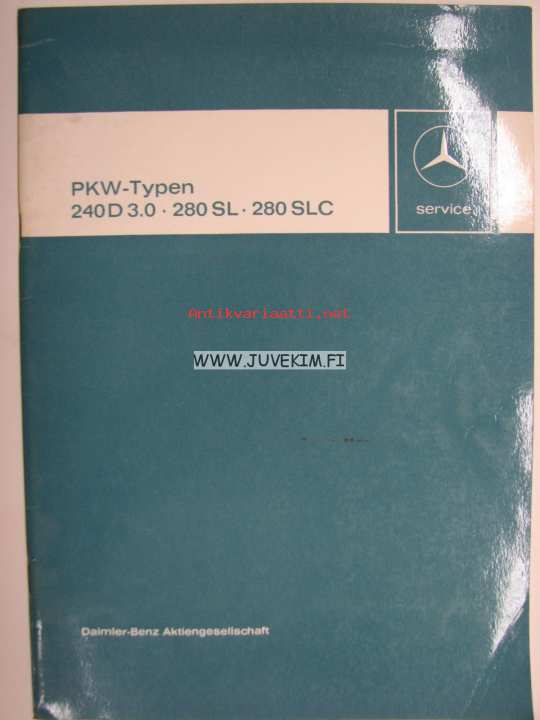 PKW-Typen
240 D 3.0 · 280 SL · 280 SLC
service
Antikvariaatti.net
WWW.JUVEKIM.FI
Daimler-Benz Aktiengesellschaft